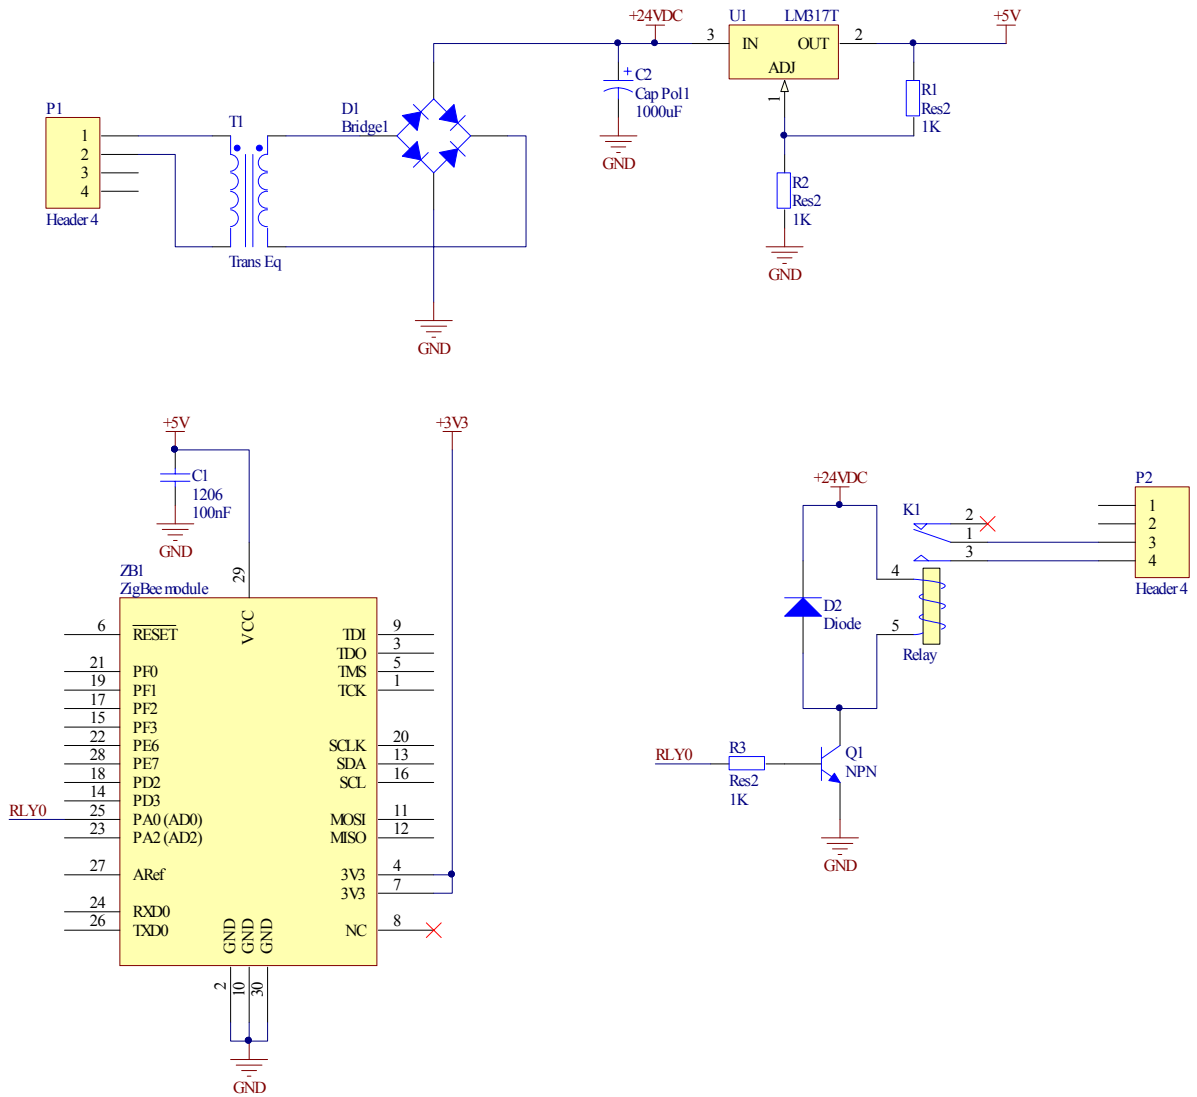 +24VDC
U1
LM317T
+5V
3
IN
OUT
2
ADJ
1
C2
+
Cap Pol1
1000uF
GND
R1
Res2
1K
P1
1
2
3
4
Header 4
T1
Trans Eq
D1
Bridge1
R2
Res2
1K
GND
GND
+5V
+3V3
C1
1206
100nF
GND
29
ZB1
ZigBee module
VCC
6
RESET
TDI
9
TDO
3
21
PF0
TMS
5
19
PF1
TCK
1
17
PF2
15
PF3
22
PE6
SCLK
20
28
PE7
SDA
13
18
PD2
SCL
16
14
PD3
RLY0
25
PA0 (AD0)
MOSI
11
23
PA2 (AD2)
MISO
12
27
ARef
3V3
4
3V3
7
24
RXD0
26
TXD0
NC
8
GND
GND
GND
2
10
30
GND
+24VDC
K1
2
1
3
4
5
Relay
D2
Diode
P2
1
2
3
4
Header 4
RLY0
R3
Res2
1K
Q1
NPN
GND